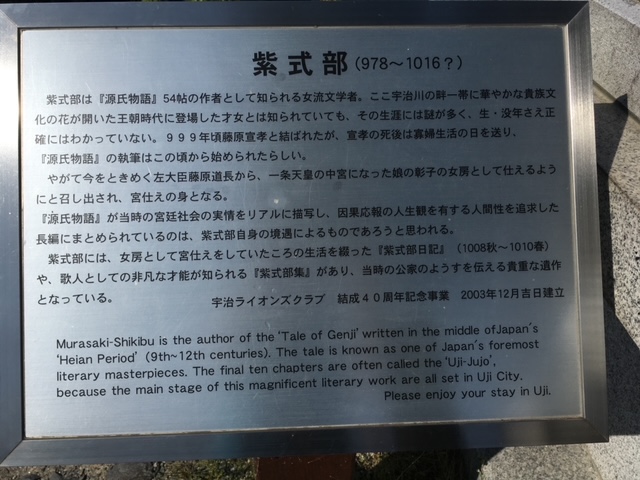 紫式部(978~1016?)
紫式部は『源氏物語』54帖の作者として知られる女流文学者。ここ宇治川の畔一帯に華やかな貴族文
化の花が開いた王朝時代に登場した才女とは知られていても、その生涯には謎が多く、生・没年さえ正
確にはわかっていない。999年頃藤原宣孝と結ばれたが、宣孝の死後は寡婦生活の日を送り、
『源氏物語』の執筆はこの頃から始められたらしい。
やがて今をときめく左大臣藤原道長から、一条天皇の中宮になった娘の彰子の女房として仕えるよう
にと召し出され、宮仕えの身となる。
『源氏物語』が当時の宮廷社会の実情をリアルに描写し、因果応報の人生観を有する人間性を追求した
長編にまとめられているのは、紫式部自身の境遇によるものであろうと思われる。
紫式部には、女房として宮仕えをしていたころの生活を綴った『紫式部日記』(1008秋~1010春)
や、歌人としての非凡な才能が知られる『紫式部集』があり、当時の公家のようすを伝える貴重な遺作
となっている。 宇治ライオンズクラブ 結成40周年記念事業 2003年12月吉日建立
Murasaki-Shikibu is the author of the 'Tale of Genji' written in the middle ofJapan's
'Heian Period' (9th~12th centuries). The tale is known as one of Japan's foremost
literary masterpieces. The final ten chapters are often called the 'Uji-Jujo',
because the main stage of this magnificent literary work are all set in Uji City.
Please enjoy your stay in Uji.